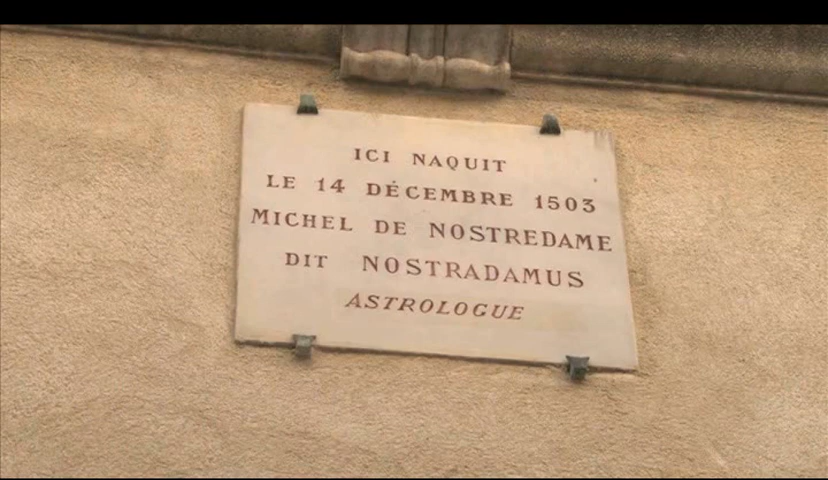 ICI NAQUIT
LE 14 DÉCEMBRE 1503
MICHEL DE NOSTREDAME
DIT NOSTRADAMUS
ASTROLOGUE